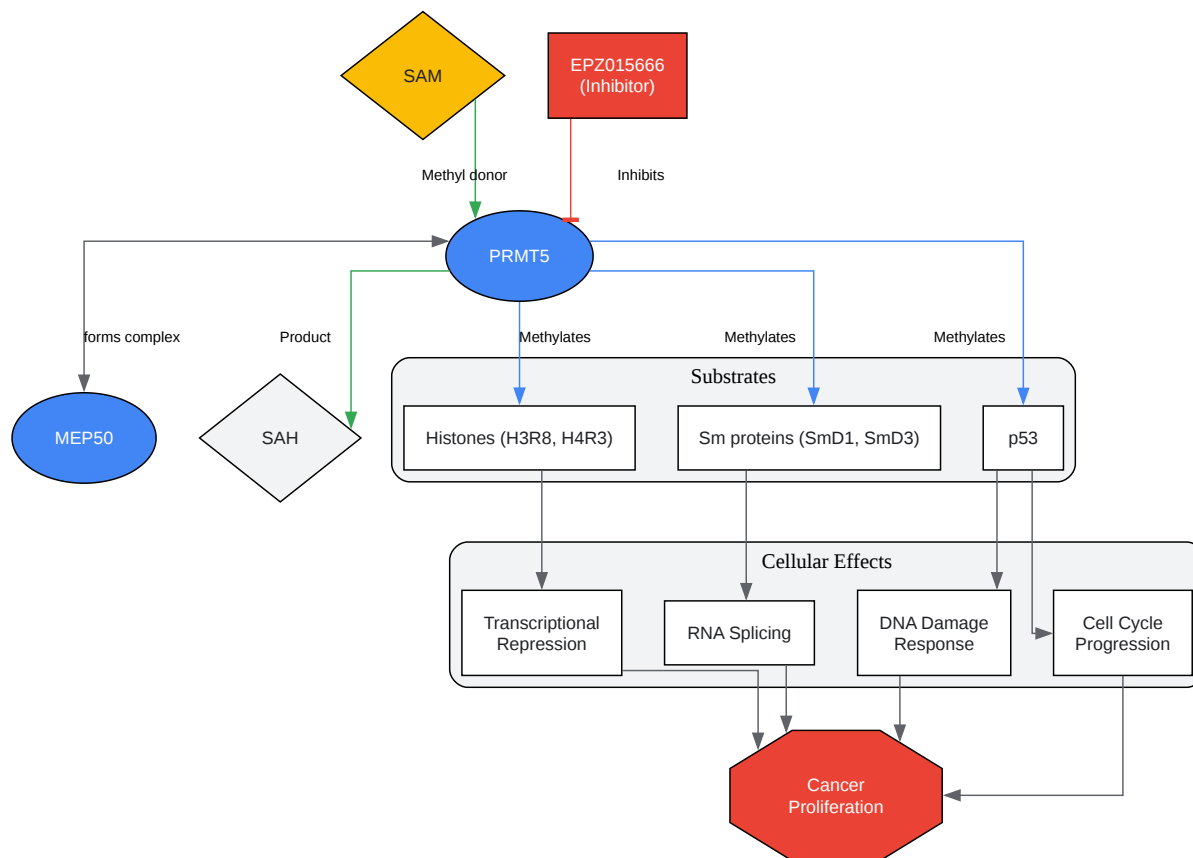 SAM
EPZ015666
(Inhibitor)
Methyl donor
Inhibits
PRMT5
forms complex
Product
Methylates
Methylates
Methylates
Substrates
MEP50
SAH
Histones (H3R8, H4R3)
Sm proteins (SmD1, SmD3)
p53
Cellular Effects
Transcriptional
Repression
RNA Splicing
DNA Damage
Response
Cell Cycle
Progression
Cancer
Proliferation